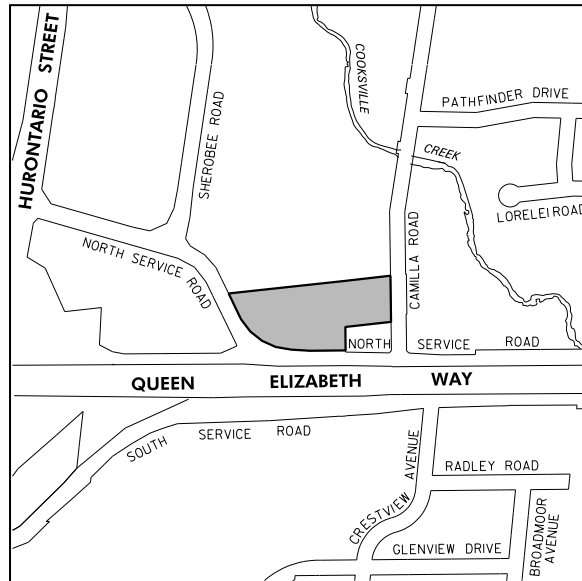 HURONTARIO STREET
SHEROBEE ROAD
COOKSVILLE
CREEK
PATHFINDER DRIVE
LORELEI ROAD
CAMILLA ROAD
NORTH SERVICE ROAD
NORTH SERVICE ROAD
QUEEN ELIZABETH WAY
SOUTH SERVICE ROAD
CRESTVIEW AVENUE
RADLEY ROAD
GLENVIEW DRIVE
BROADMOOR
AVENUE